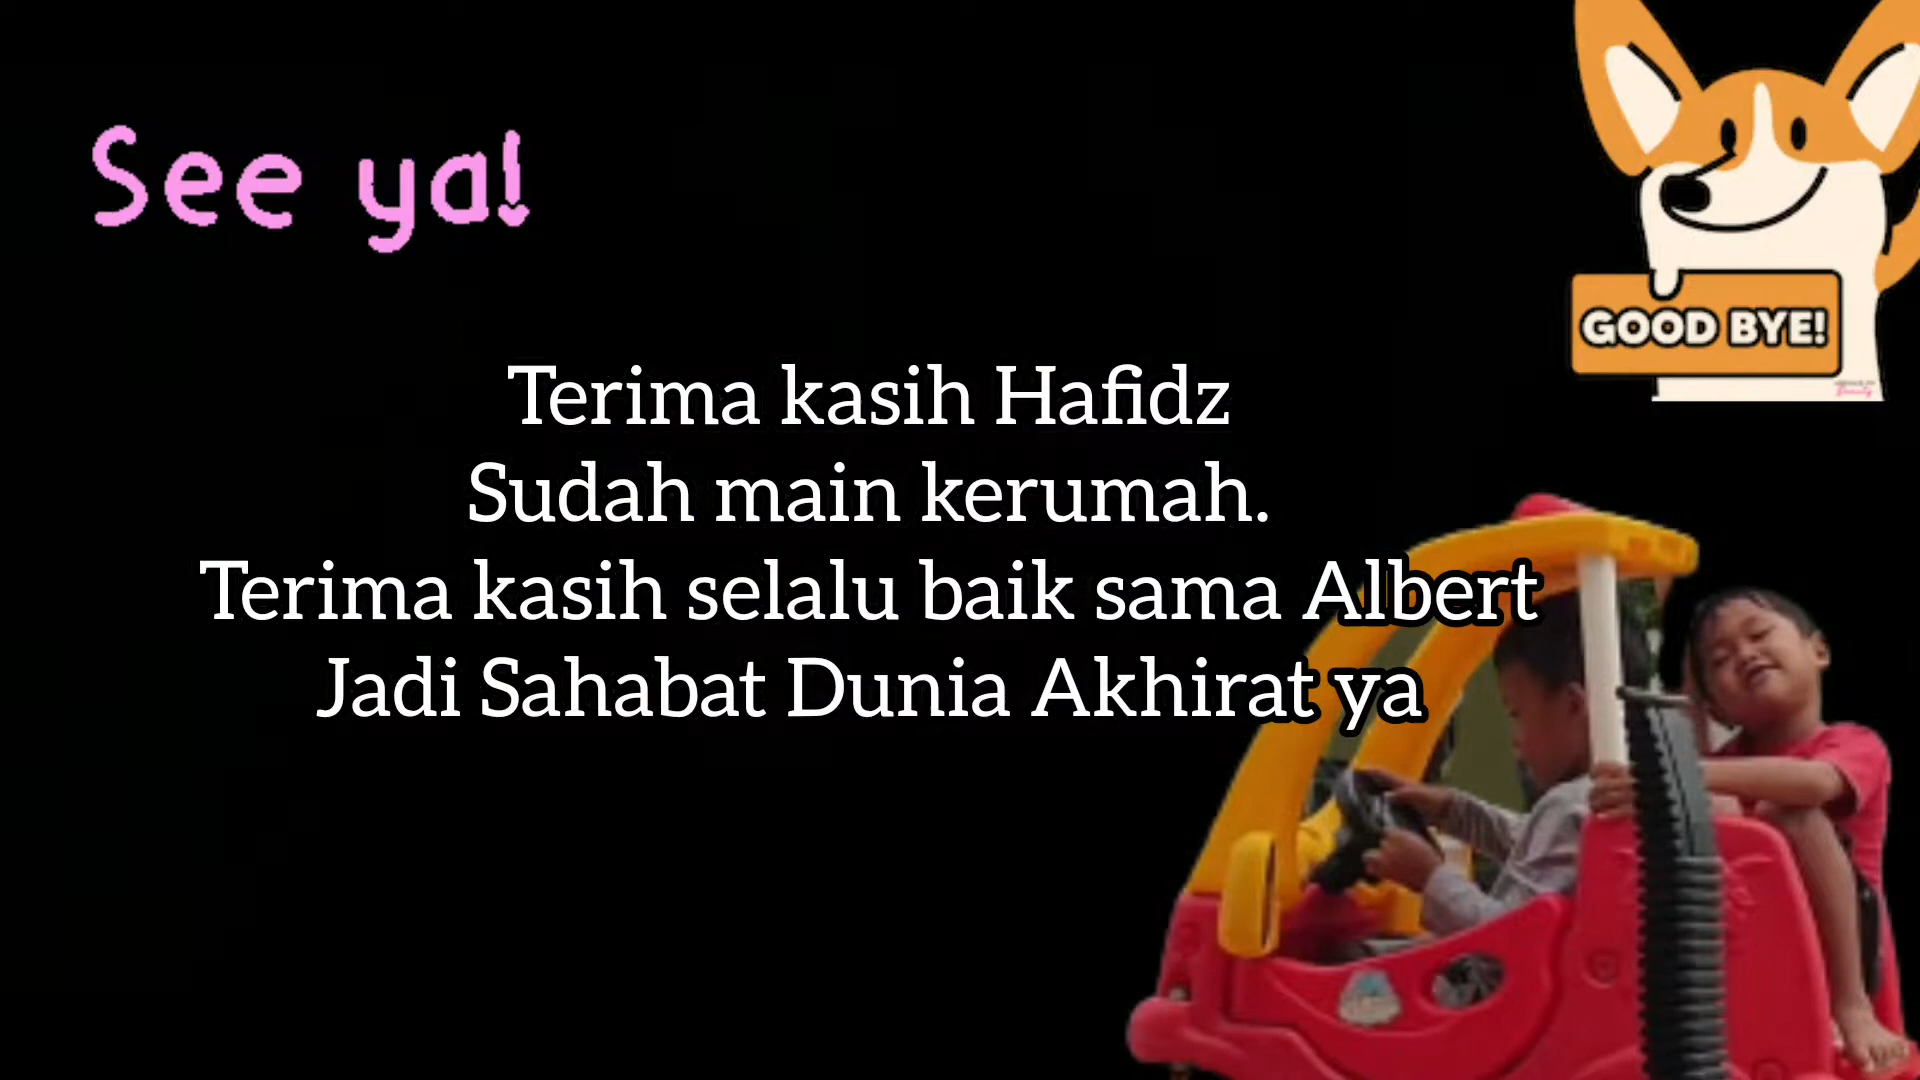 See ya!
GOOD BYE!
Terima kasih Hafidz
Sudah main kerumah.
Terima kasih selalu baik sama Albert
Jadi Sahabat Dunia Akhirat ya